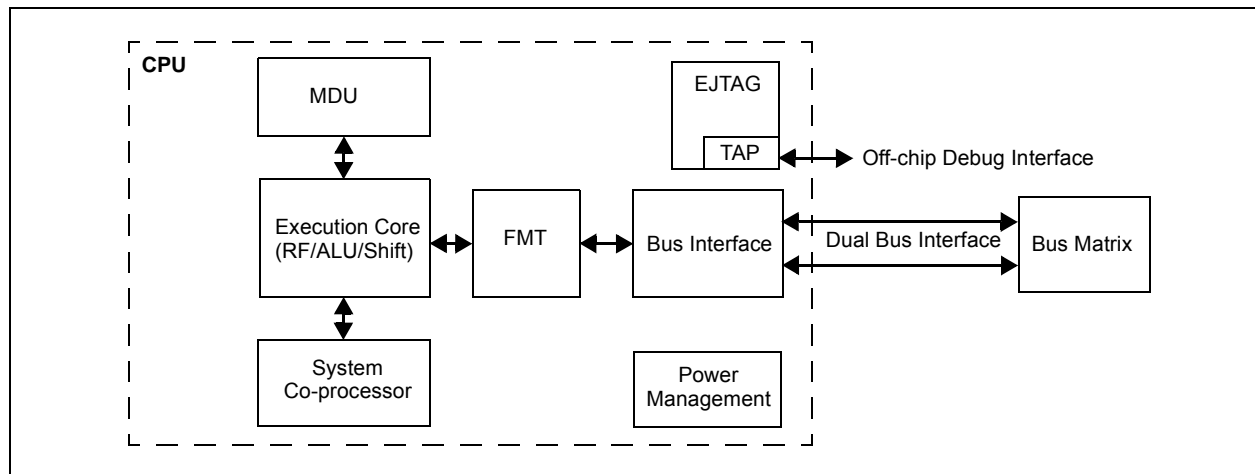 CPU
MDU
EJTAG
TAP
Off-chip Debug Interface
Execution Core
(RF/ALU/Shift)
FMT
Bus Interface
Dual Bus Interface
Bus Matrix
System
Co-processor
Power
Management